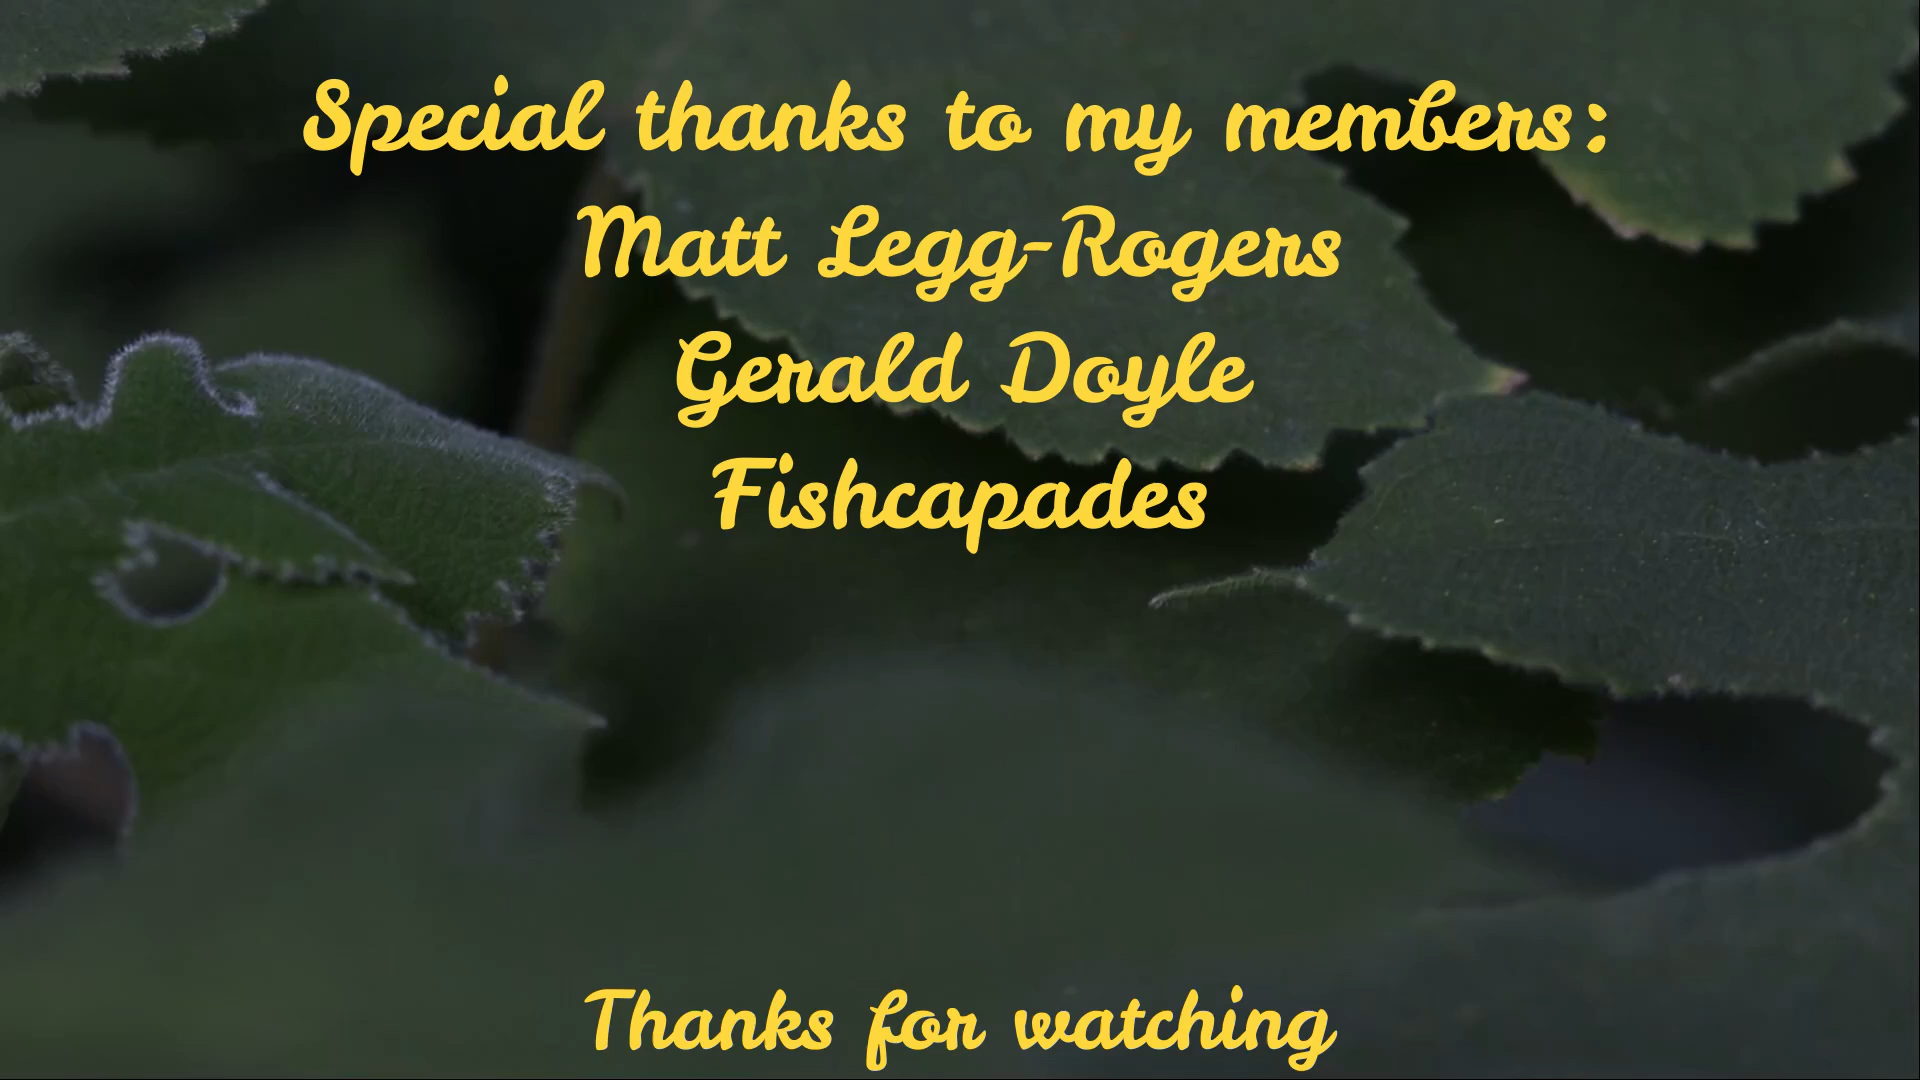 Special thanks to my members:
Matt Legg-Rogers
Gerald Doyle
Fishcapades
Thanks for watching